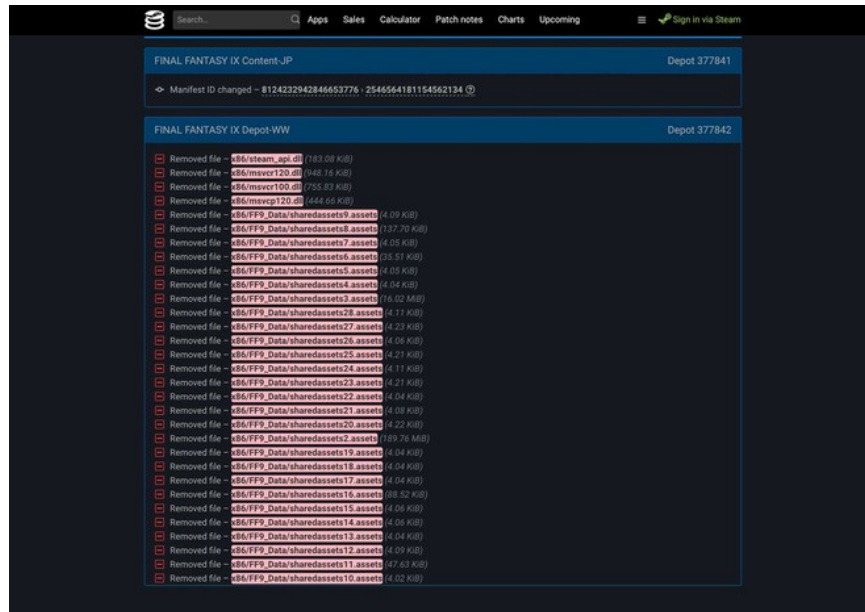 Search..
Apps Sales Calculator Patch notes Charts Upcoming
Sign in via Steam
FINAL FANTASY IX Content-JP Depot 377841
Manifest ID changed – 8124232942846653776 › 2546564181154562134
FINAL FANTASY IX Depot-WW Depot 377842
Removed file – x86/steam_api.dll (183.08 KiB)
Removed file – x86/msvcr120.dll (948.16 KiB)
Removed file – x86/msvcr100.dll (755.83 KiB)
Removed file – x86/msvcp120.dll (444.66 KiB)
Removed file – x86/FF9_Data/sharedassets9.assets (4.09 KiB)
Removed file – x86/FF9_Data/sharedassets8.assets (137.70 KiB)
Removed file – x86/FF9_Data/sharedassets7.assets (4.05 KiB)
Removed file – x86/FF9_Data/sharedassets6.assets (35.51 KiB)
Removed file – x86/FF9_Data/sharedassets5.assets (4.05 KiB)
Removed file – x86/FF9_Data/sharedassets4.assets (4.04 KiB)
Removed file – x86/FF9_Data/sharedassets3.assets (16.02 MiB)
Removed file – x86/FF9_Data/sharedassets28.assets (4.11 KiB)
Removed file – x86/FF9_Data/sharedassets27.assets (4.23 KiB)
Removed file – x86/FF9_Data/sharedassets26.assets (4.06 KiB)
Removed file – x86/FF9_Data/sharedassets25.assets (4.21 KiB)
Removed file – x86/FF9_Data/sharedassets24.assets (4.11 KiB)
Removed file – x86/FF9_Data/sharedassets23.assets (4.21 KiB)
Removed file – x86/FF9_Data/sharedassets22.assets (4.04 KiB)
Removed file – x86/FF9_Data/sharedassets21.assets (4.08 KiB)
Removed file – x86/FF9_Data/sharedassets20.assets (4.22 KiB)
Removed file – x86/FF9_Data/sharedassets2.assets (189.76 MiB)
Removed file – x86/FF9_Data/sharedassets19.assets (4.04 KiB)
Removed file – x86/FF9_Data/sharedassets18.assets (4.04 KiB)
Removed file – x86/FF9_Data/sharedassets17.assets (4.04 KiB)
Removed file – x86/FF9_Data/sharedassets16.assets (88.52 KiB)
Removed file – x86/FF9_Data/sharedassets15.assets (4.06 KiB)
Removed file – x86/FF9_Data/sharedassets14.assets (4.06 KiB)
Removed file – x86/FF9_Data/sharedassets13.assets (4.04 KiB)
Removed file – x86/FF9_Data/sharedassets12.assets (4.09 KiB)
Removed file – x86/FF9_Data/sharedassets11.assets (47.63 KiB)
Removed file – x86/FF9_Data/sharedassets10.assets (4.02 KiB)